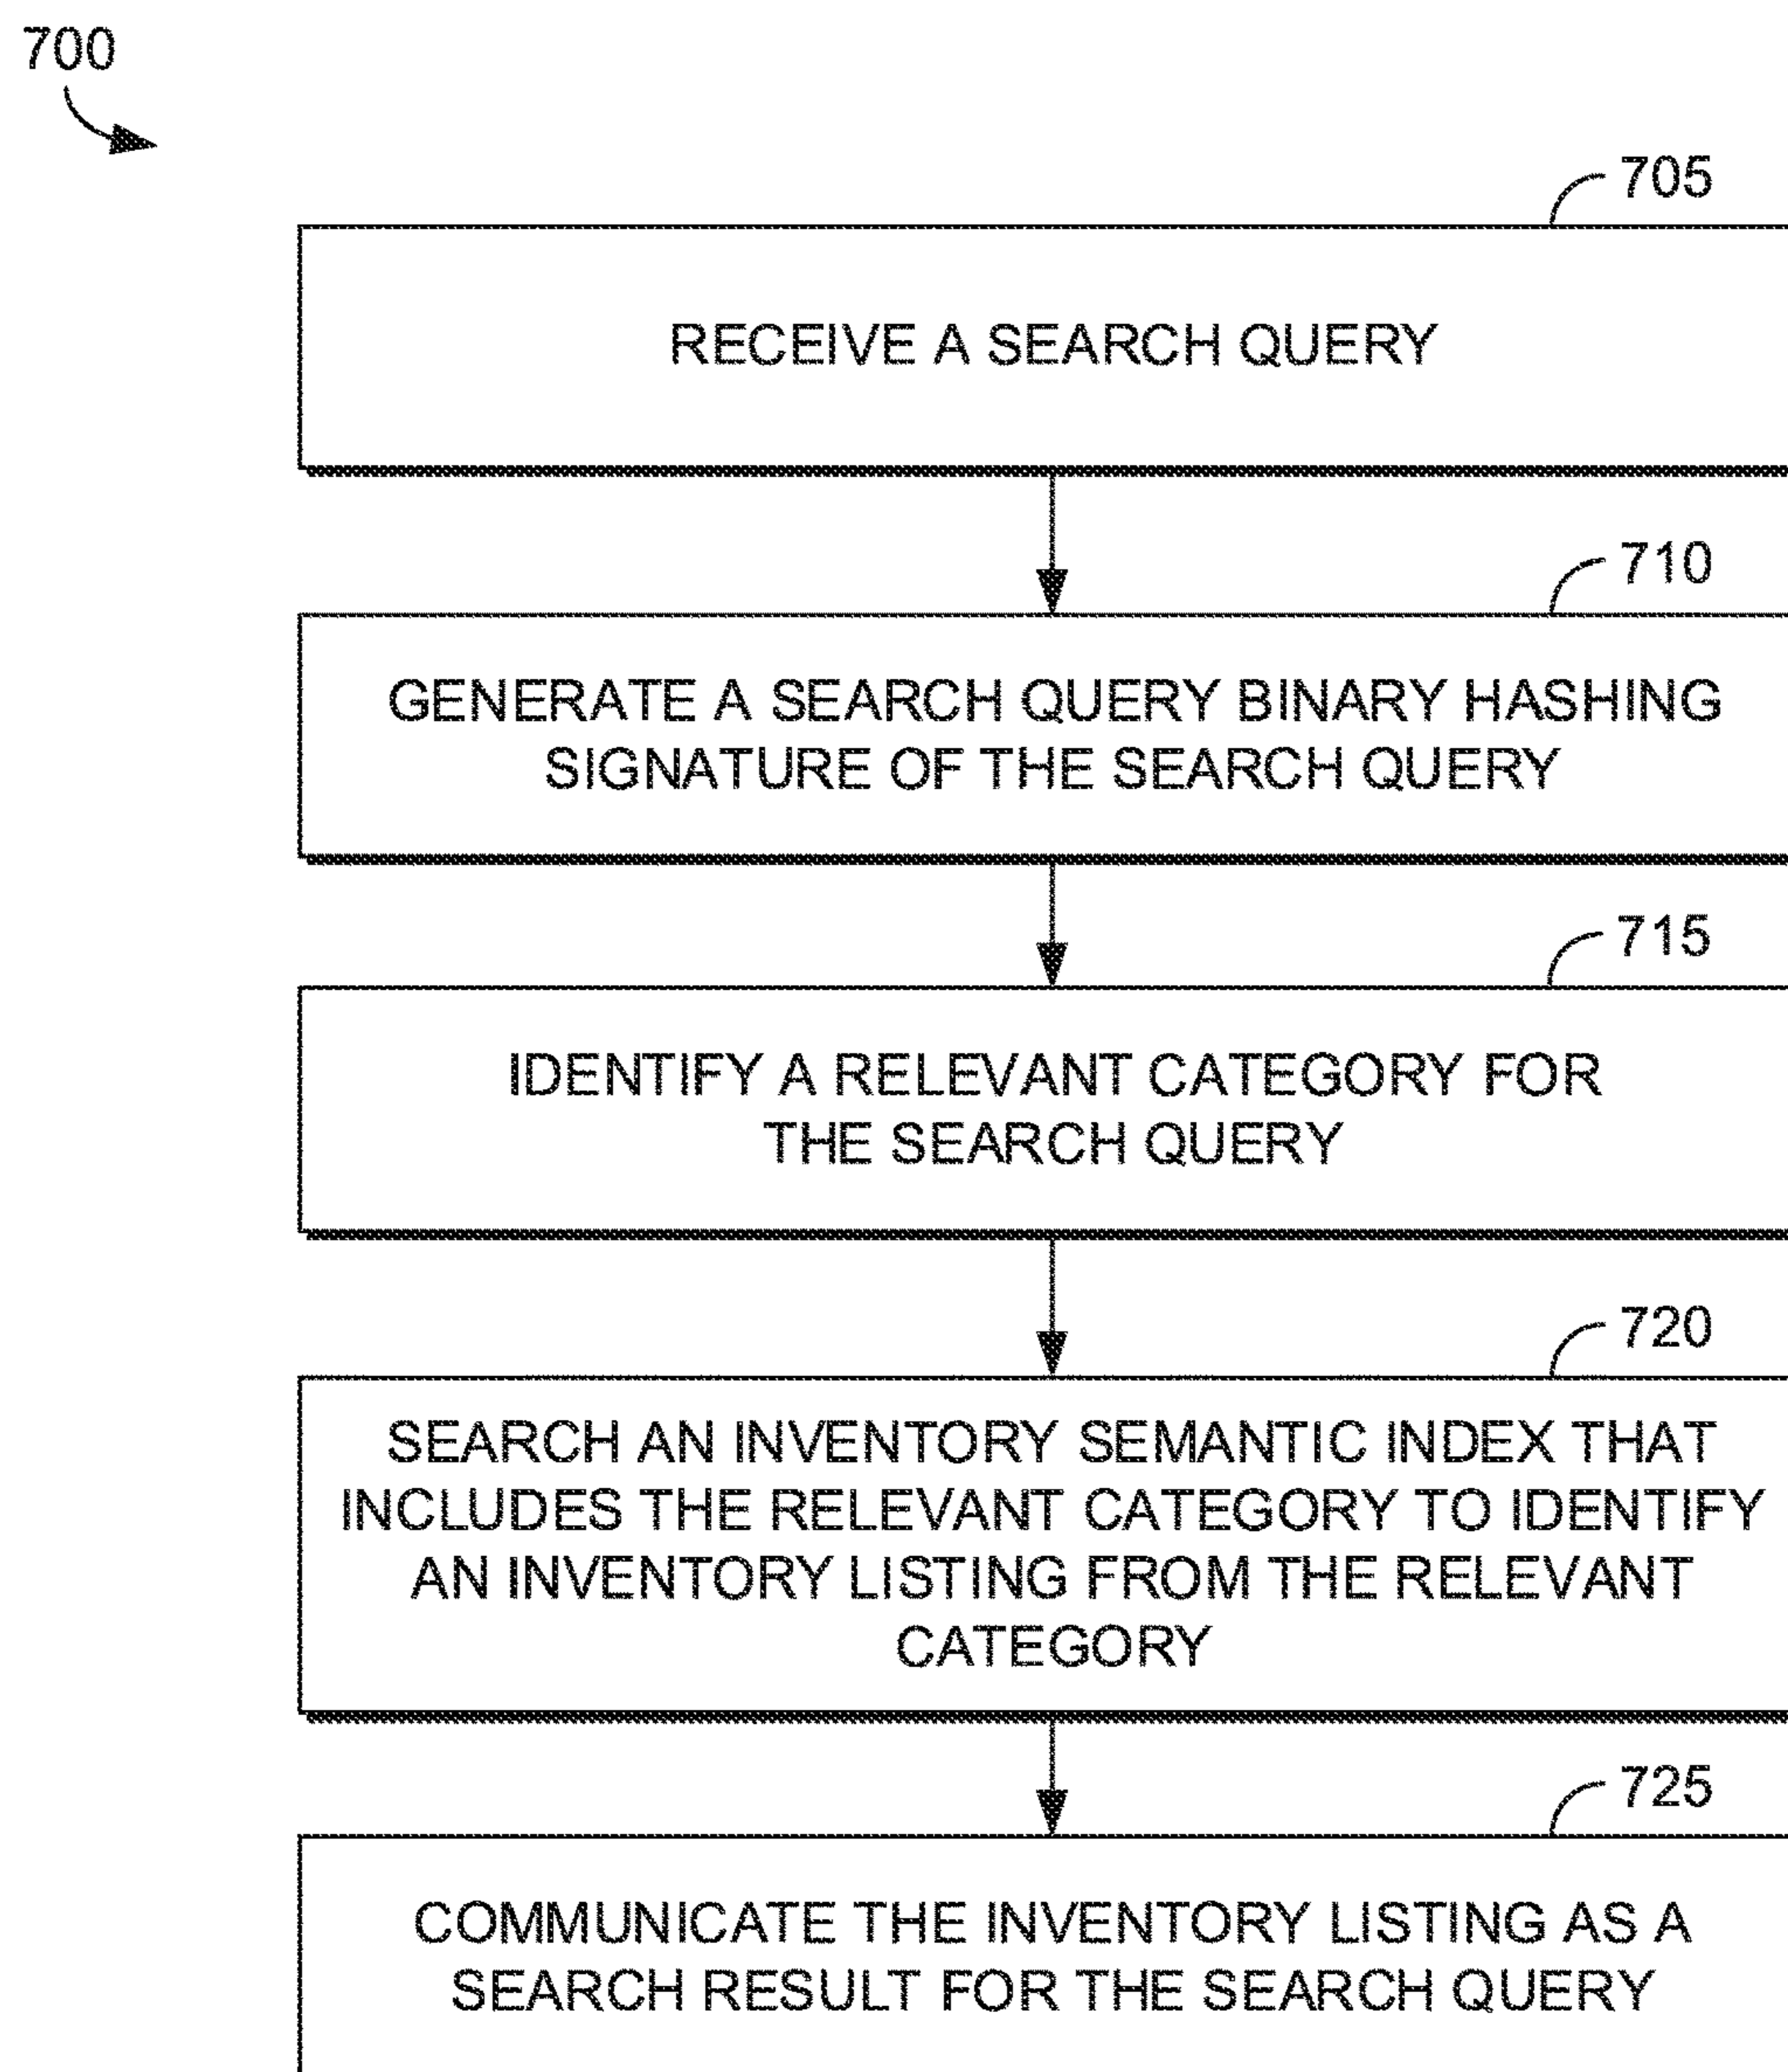 700
705
RECEIVE A SEARCH QUERY
710
GENERATE A SEARCH QUERY BINARY HASHING
SIGNATURE OF THE SEARCH QUERY
715
IDENTIFY A RELEVANT CATEGORY FOR
THE SEARCH QUERY
720
SEARCH AN INVENTORY SEMANTIC INDEX THAT
INCLUDES THE RELEVANT CATEGORY TO IDENTIFY
AN INVENTORY LISTING FROM THE RELEVANT
CATEGORY
725
COMMUNICATE THE INVENTORY LISTING AS A
SEARCH RESULT FOR THE SEARCH QUERY